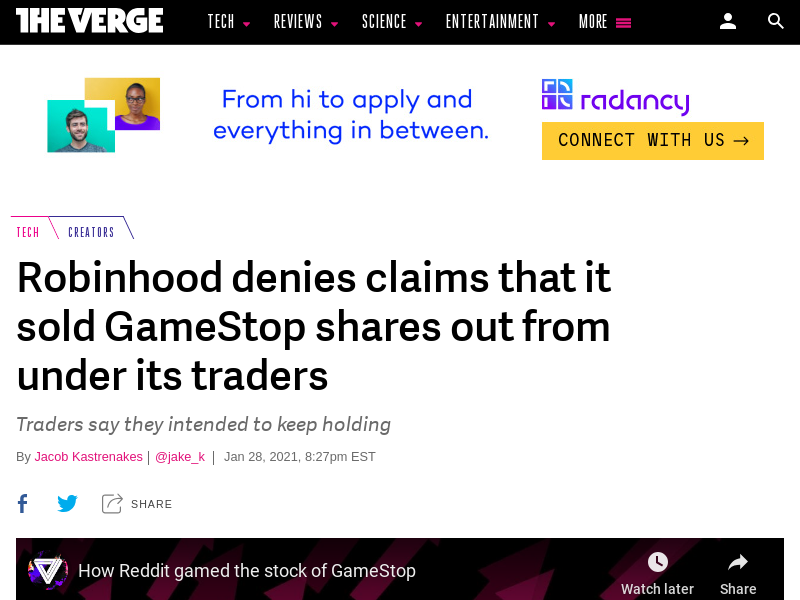 THE VERGE TECH REVIEWS SCIENCE ENTERTAINMENT MORE
From hi to apply and
everything in between.
radancy
CONNECT WITH US →
TECH CREATORS
Robinhood denies claims that it
sold GameStop shares out from
under its traders
Traders say they intended to keep holding
By Jacob Kastrenakes | @jake_k | Jan 28, 2021, 8:27pm EST
SHARE
How Reddit gamed the stock of GameStop
Watch later Share